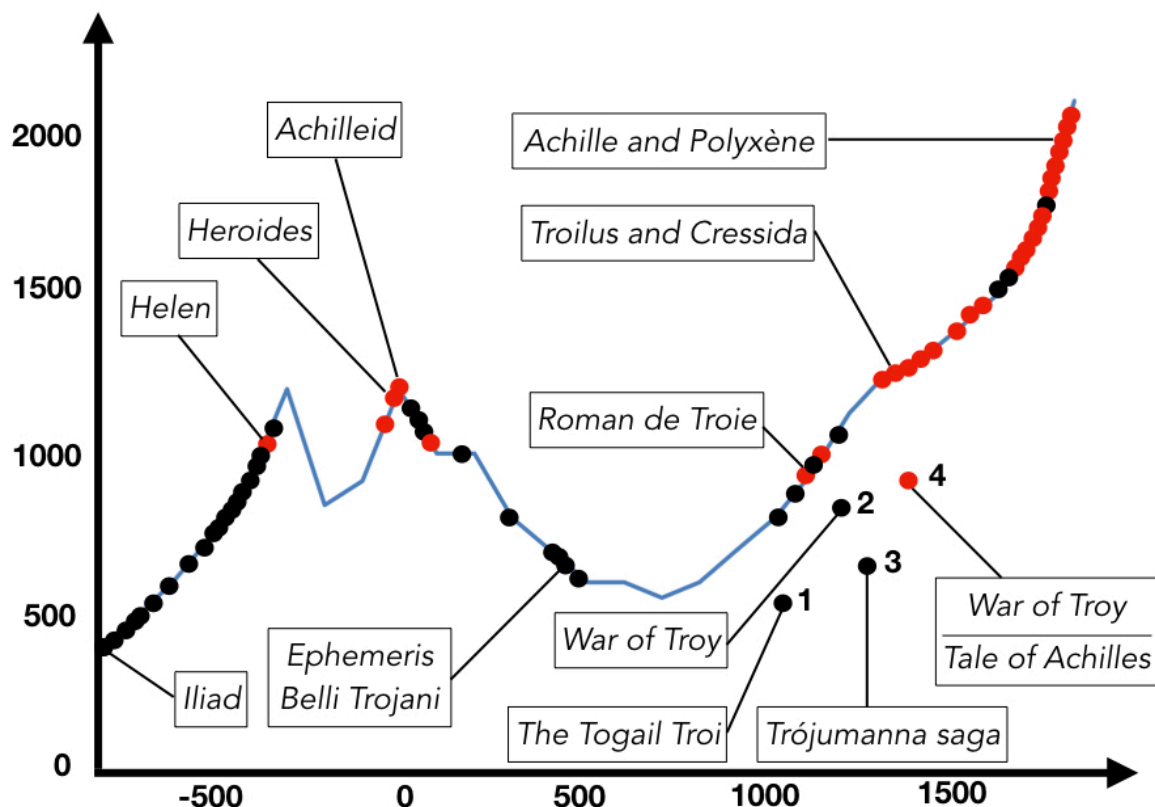 2000
1500
1000
500
0
-500
0
500
1000
1500
Achilleid
Heroides
Helen
Iliad
Ephemeris
Belli Trojani
Achille and Polyxène
Troilus and Cressida
Roman de Troie
War of Troy
The Togail Troi
Trójumanna saga
War of Troy
Tale of Achilles
1
2
3
4